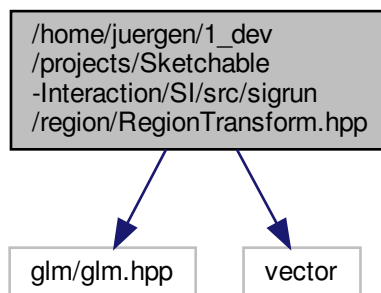 /home/juergen/1_dev
/projects/Sketchable
-Interaction/SI/src/sigrun
/region/RegionTransform.hpp
glm/glm.hpp
vector